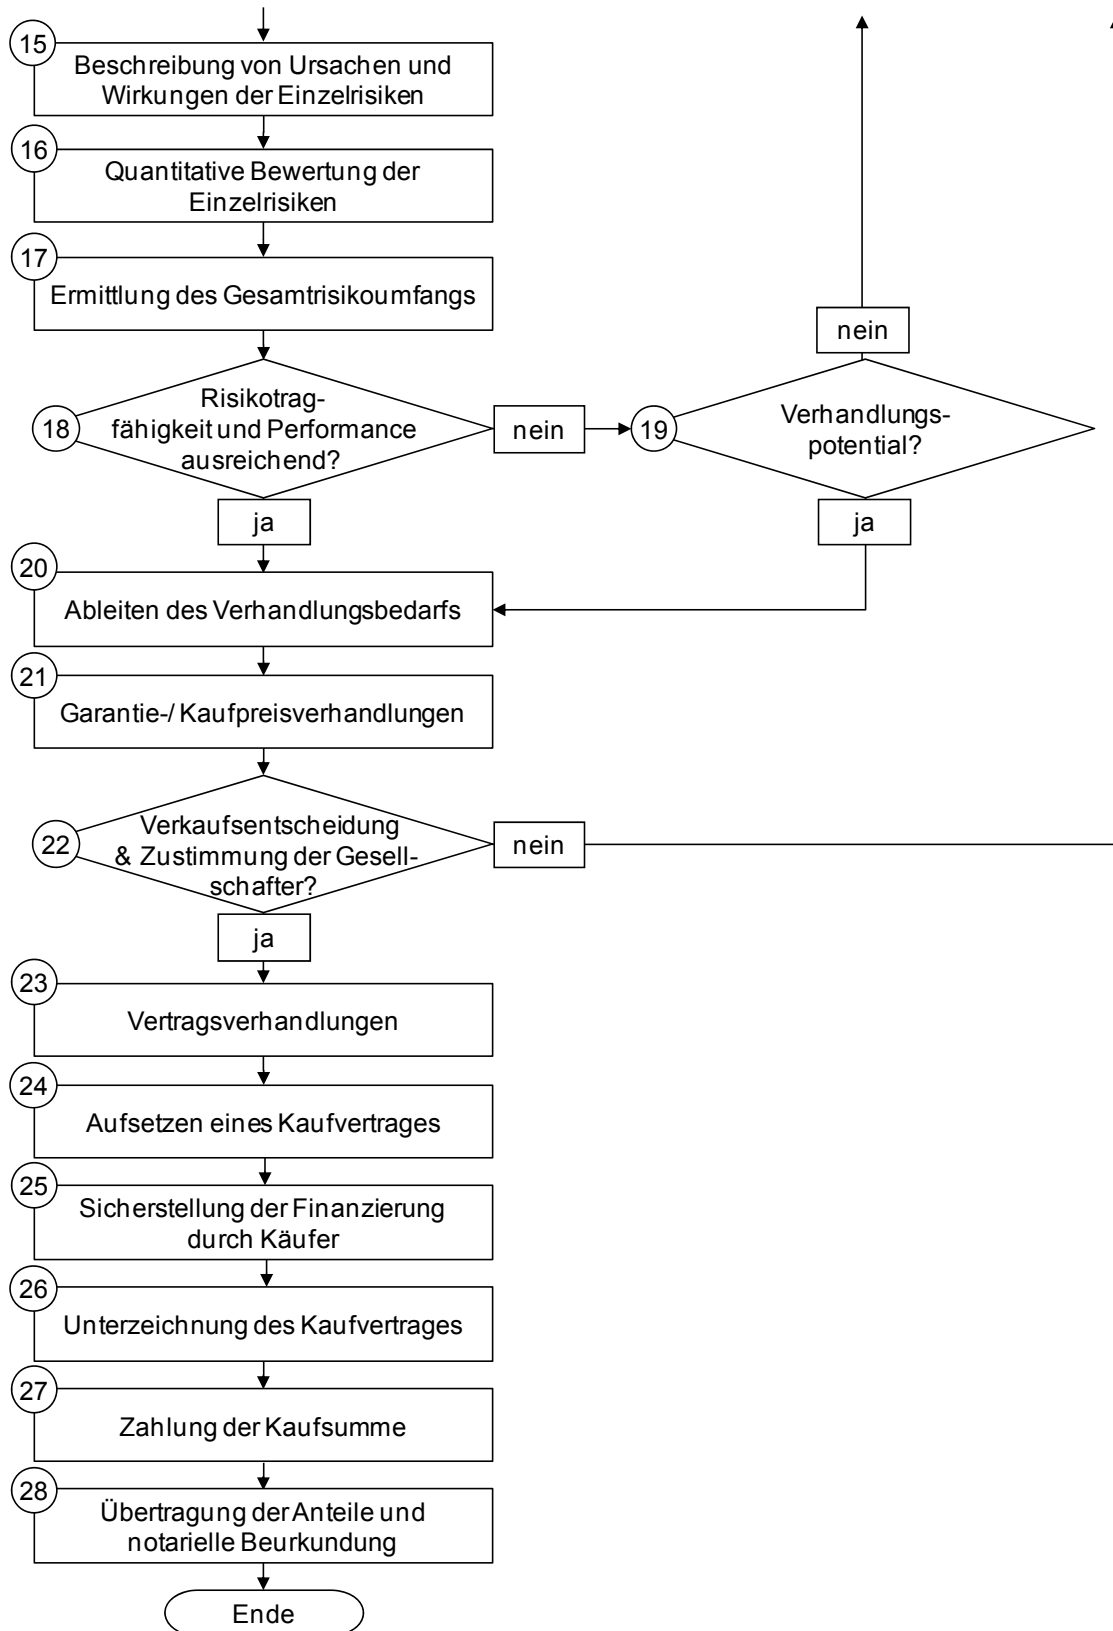 15
Beschreibung von Ursachen und
Wirkungen der Einzelrisiken
16
Quantitative Bewertung der
Einzelrisiken
17
Ermittlung des Gesamtrisikoumfangs
nein
18
Risikotrag-
fähigkeit und Performance
ausreichend?
nein
19
Verhandlungs-
potential?
ja
ja
20
Ableiten des Verhandlungsbedarfs
21
Garantie-/ Kaufpreisverhandlungen
22
Verkaufsentscheidung
& Zustimmung der Gesell-
schafter?
nein
ja
23
Vertragsverhandlungen
24
Aufsetzen eines Kaufvertrages
25
Sicherstellung der Finanzierung
durch Käufer
26
Unterzeichnung des Kaufvertrages
27
Zahlung der Kaufsumme
28
Übertragung der Anteile und
notarielle Beurkundung
Ende